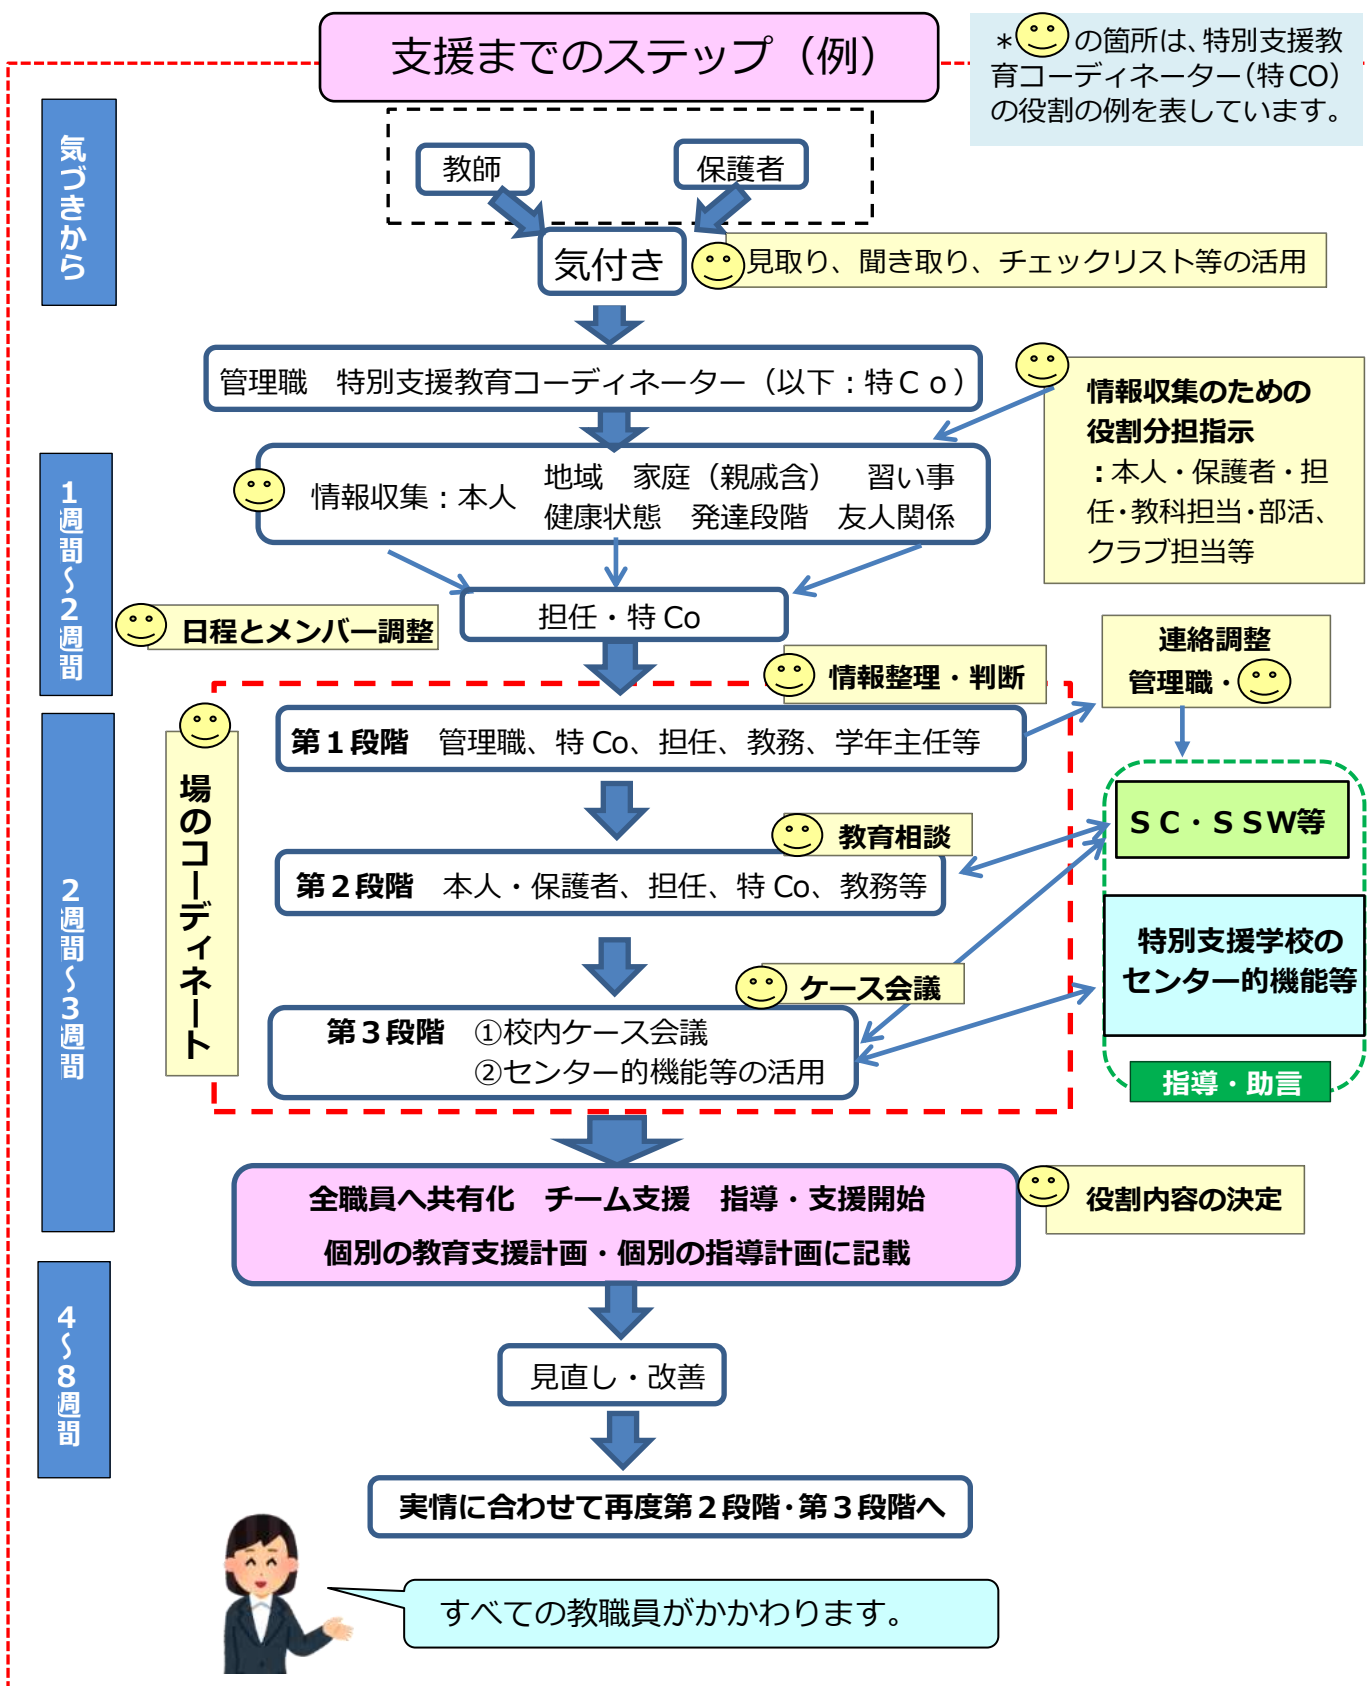 支援までのステップ（例）
＊の箇所は、特別支援教
育コーディネーター（特CO）
の役割の例を表しています。
気づきから
教師
保護者
気付き
見取り、聞き取り、チェックリスト等の活用
管理職　特別支援教育コーディネーター（以下：特Ｃｏ）
情報収集のための
役割分担指示
：本人・保護者・担
任・教科担当・部活、
クラブ担当等
1週間～2週間
情報収集：本人
地域　家庭（親戚含）　習い事
健康状態　発達段階　友人関係
担任・特Co
日程とメンバー調整
情報整理・判断
連絡調整
管理職・
2週間～3週間
場のコーディネート
第１段階　管理職、特Co、担任、教務、学年主任等
ＳＣ・ＳＳW等
教育相談
第２段階　本人・保護者、担任、特Co、教務等
特別支援学校の
センター的機能等
ケース会議
第３段階　①校内ケース会議
②センター的機能等の活用
指導・助言
全職員へ共有化　チーム支援　指導・支援開始
個別の教育支援計画・個別の指導計画に記載
役割内容の決定
4～8週間
見直し・改善
実情に合わせて再度第２段階・第３段階へ
すべての教職員がかかわります。